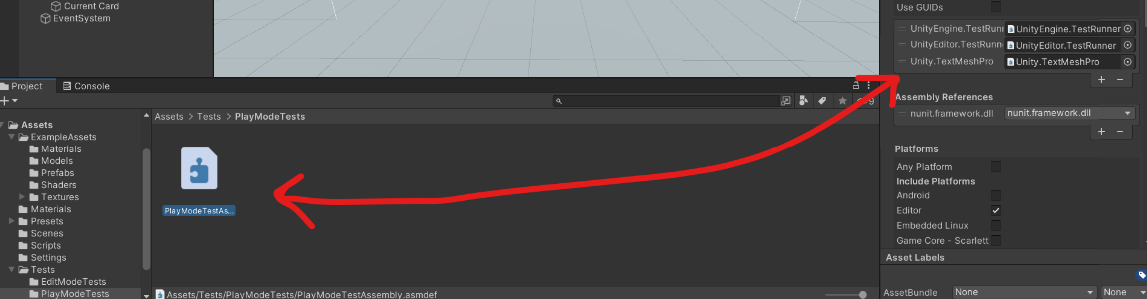 Current Card
EventSystem
Use GUIDs
UnityEngine.TestRunner
UnityEditor.TestRunn
UnityEditor.TestRunner
Unity.TextMeshPro
Unity.TextMeshPro
Project
Console
9
Assembly References
nunit.framework.dll
nunit.framework.dll
Assets > Tests > PlayModeTests
Assets
ExampleAssets
Materials
Models
Prefabs
Shaders
Textures
Materials
Presets
Scenes
Scripts
Settings
Tests
EditModeTests
PlayModeTests
PlayModeTestAs...
Assets/Tests/PlayModeTests/PlayModeTestAssembly.asmdef
Platforms
Any Platform
Include Platforms
Android
Editor
Embedded Linux
Game Core - Scarlett
Asset Labels
AssetBundle
None
None